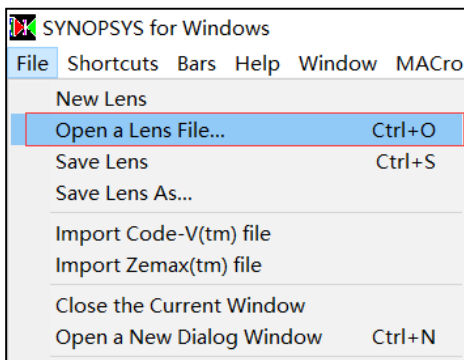 SYNOPSYS for Windows
File Shortcuts Bars Help Window MACro
New Lens
Open a Lens File... Ctrl+O
Save Lens Ctrl+S
Save Lens As...
Import Code-V(tm) file
Import Zemax(tm) file
Close the Current Window
Open a New Dialog Window Ctrl+N